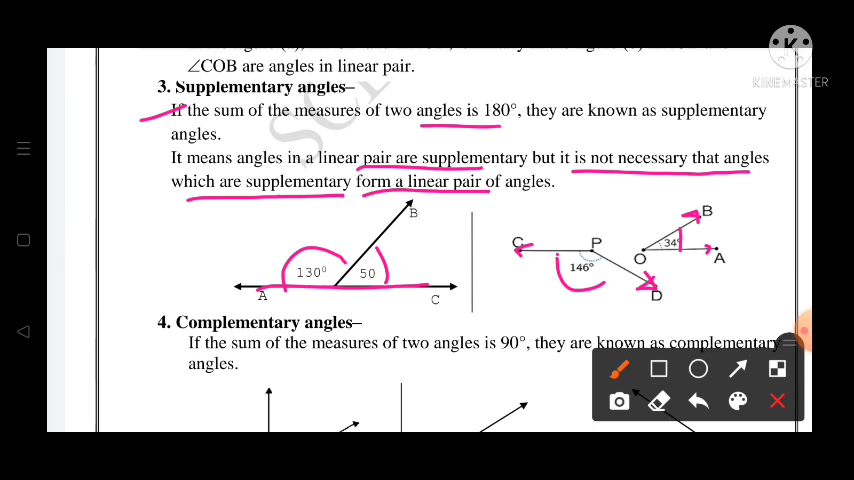 ∠COB are angles in linear pair.
KINEMASTER
3. Supplementary angles–
If the sum of the measures of two angles is 180°, they are known as supplementary
angles.
It means angles in a linear pair are supplementary but it is not necessary that angles
which are supplementary form a linear pair of angles.
B
130⁰ 50
A C
C P
146°
D
B
34°
O A
4. Complementary angles–
If the sum of the measures of two angles is 90°, they are known as complementary
angles.